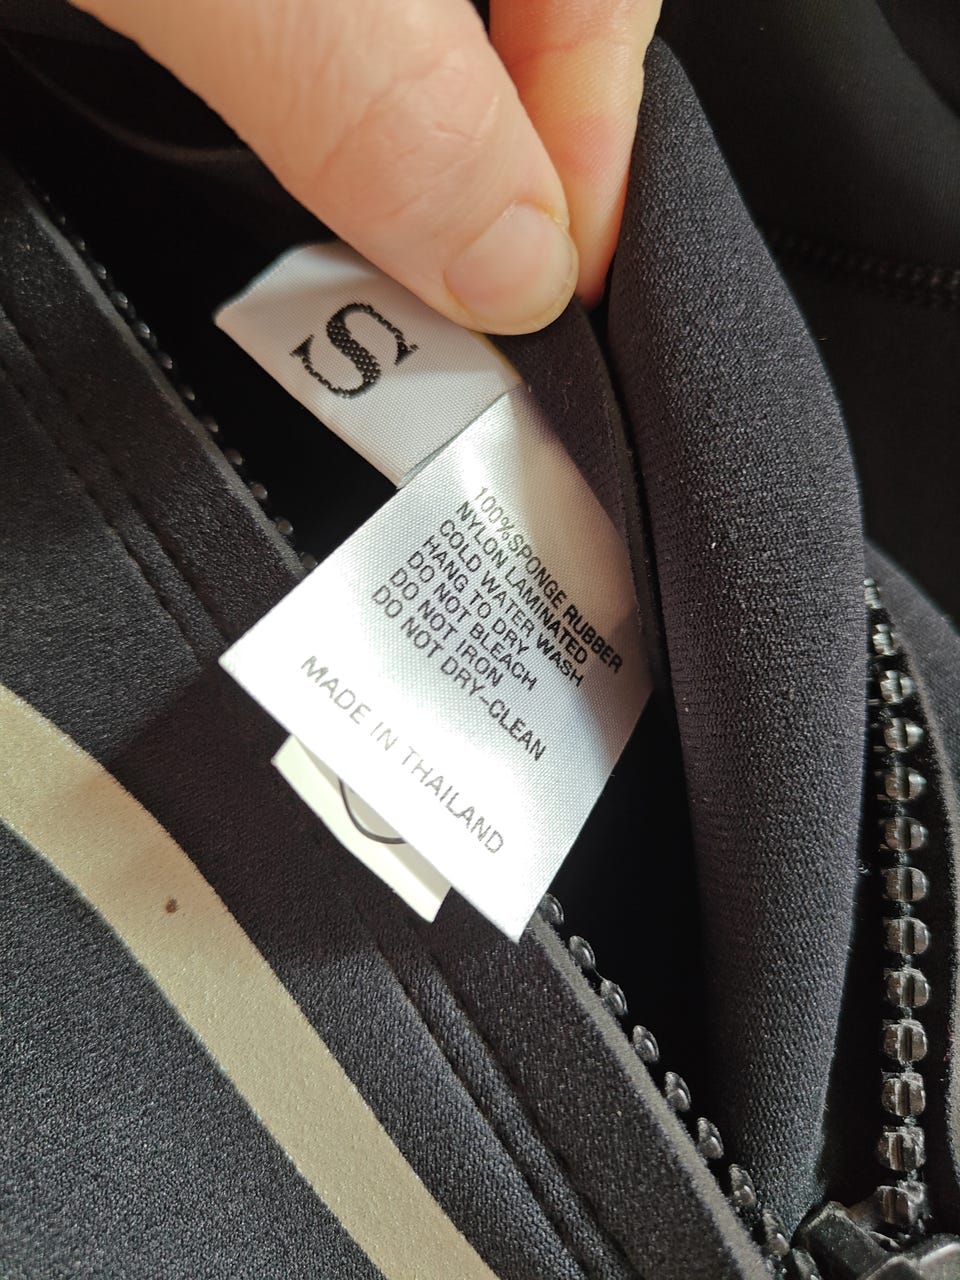 S
100%SPONGE RUBBER
NYLON LAMINATED
COLD WATER WASH
HANG TO DRY
DO NOT BLEACH
DO NOT IRON
DO NOT DRY-CLEAN
MADE IN THAILAND